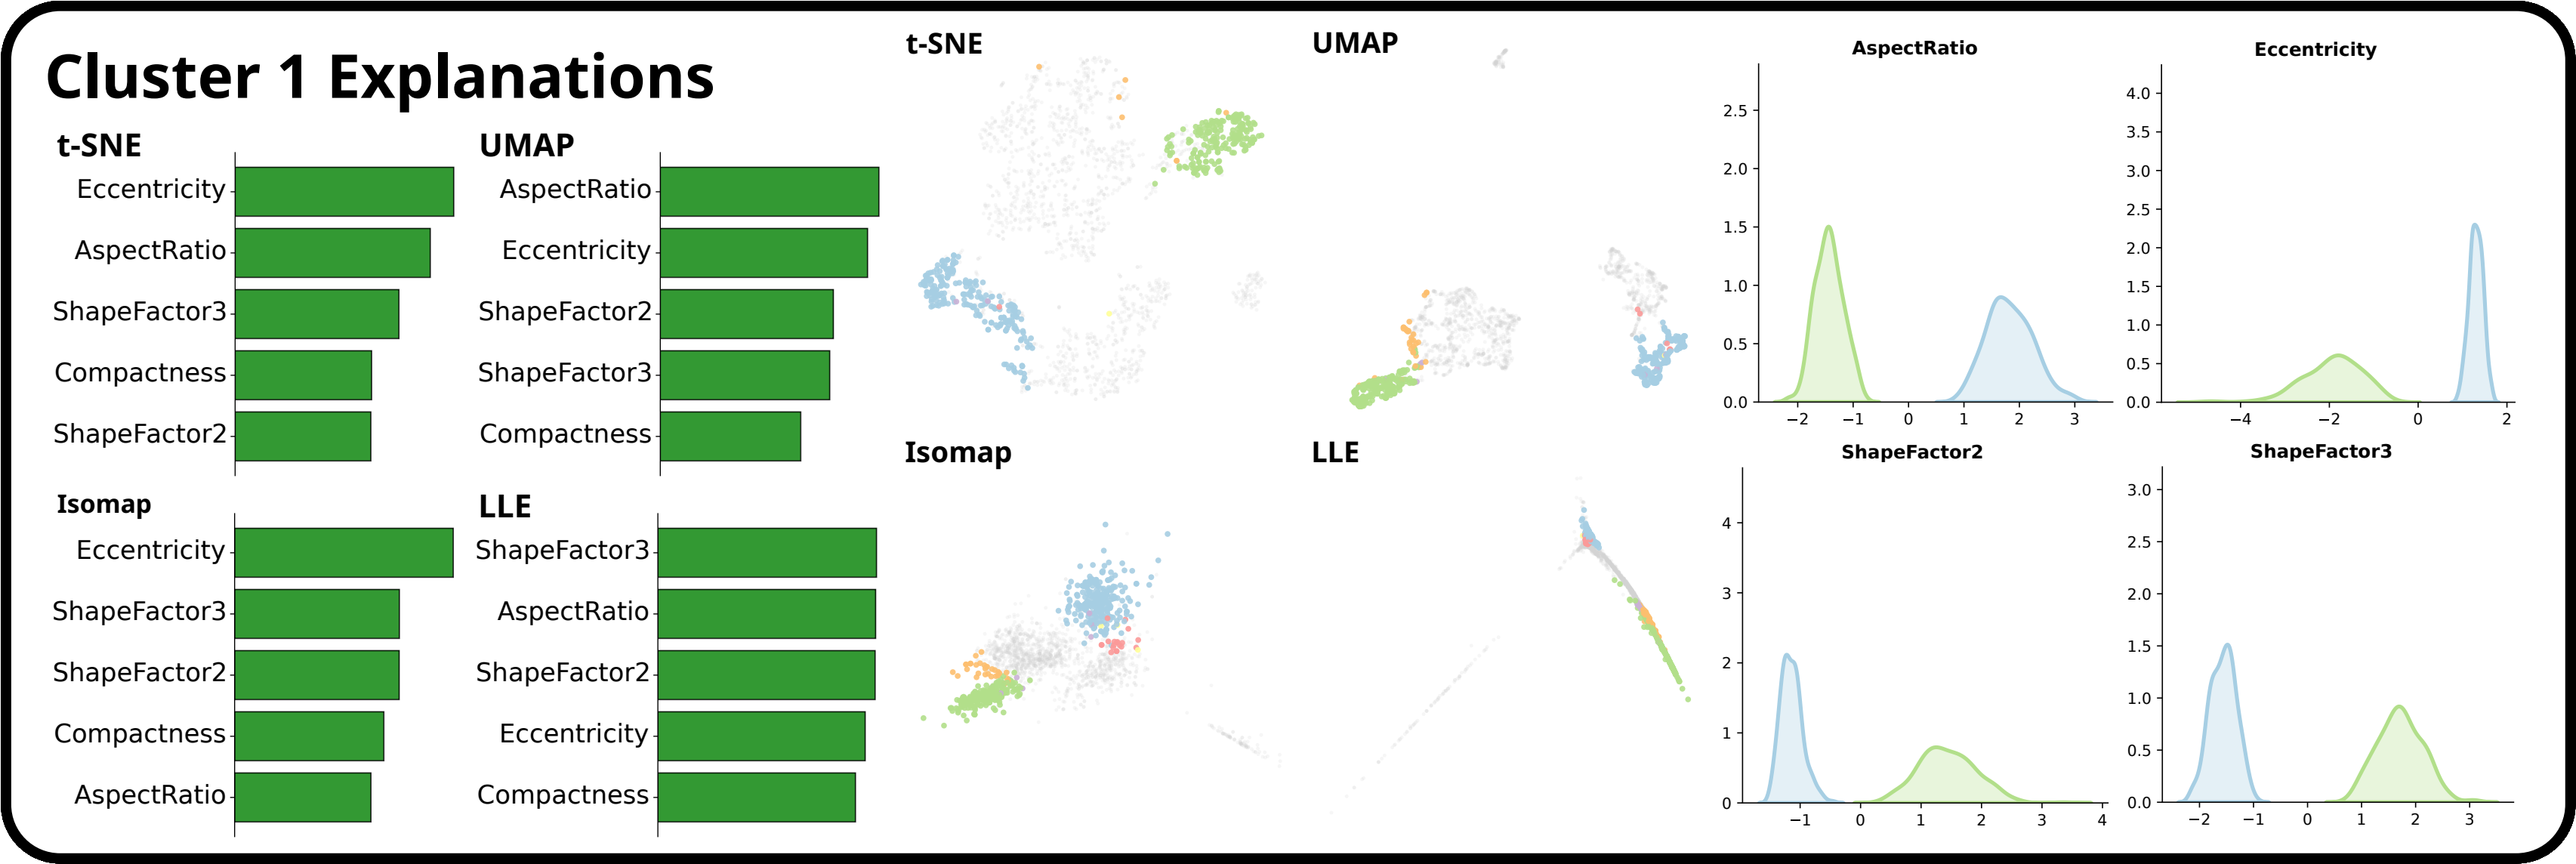 Cluster 1 Explanations
t-SNE
Eccentricity
AspectRatio
ShapeFactor3
Compactness
ShapeFactor2
UMAP
AspectRatio
Eccentricity
ShapeFactor2
ShapeFactor3
Compactness
Isomap
Eccentricity
ShapeFactor3
ShapeFactor2
Compactness
AspectRatio
LLE
ShapeFactor3
AspectRatio
ShapeFactor2
Eccentricity
Compactness
t-SNE
UMAP
Isomap
LLE
AspectRatio
2.5
2.0
1.5
1.0
0.5
0.0
−2 −1 0 1 2 3
Eccentricity
4.0
3.5
3.0
2.5
2.0
1.5
1.0
0.5
0.0
−4 −2 0 2
ShapeFactor2
4
3
2
1
0
−1 0 1 2 3 4
ShapeFactor3
3.0
2.5
2.0
1.5
1.0
0.5
0.0
−2 −1 0 1 2 3